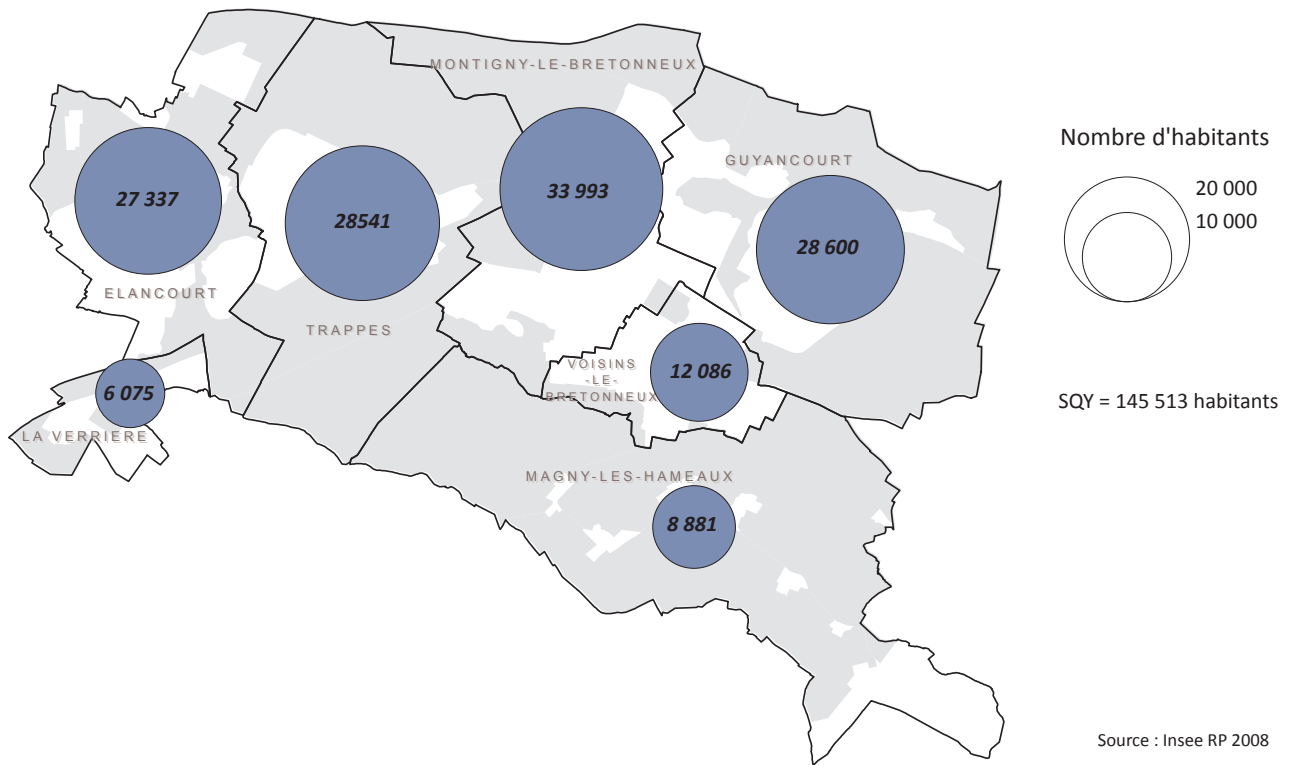 MONTIGNY-LE-BRETONNEUX
33 993
GUYANCOURT
28 600
27 337
ELANCOURT
28541
TRAPPES
VOISINS
-LE-
BRETONNEUX
12 086
6 075
LA VERRIERE
MAGNY-LES-HAMEAUX
8 881
Nombre d'habitants
20 000
10 000
SQY = 145 513 habitants
Source : Insee RP 2008